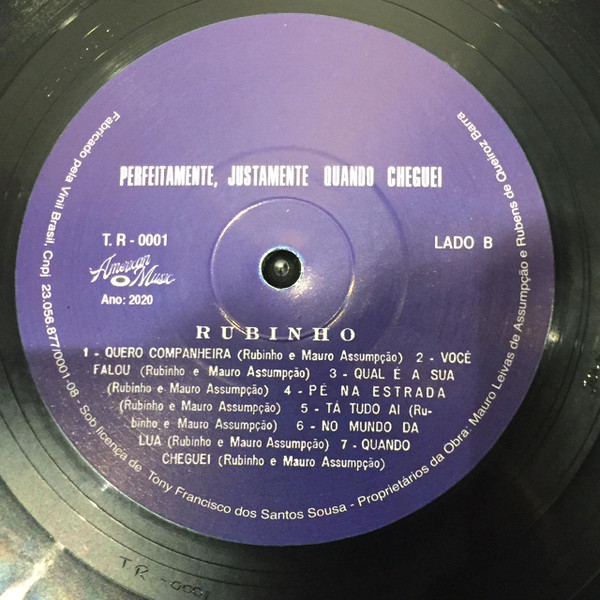 PERFEITAMENTE, JUSTAMENTE QUANDO CHEGUEI
T. R - 0001
LADO B
American Music
Ano: 2020
RUBINHO
1 - QUERO COMPANHEIRA (Rubinho e Mauro Assumpção) 2 - VOCÊ
FALOU (Rubinho e Mauro Assumpção) 3 - QUAL É A SUA
(Rubinho e Mauro Assumpção) 4 - PÉ NA ESTRADA
(Rubinho e Mauro Assumpção) 5 - TÁ TUDO AI (Ru-
binho e Mauro Assumpção) 6 - NO MUNDO DA
LUA (Rubinho e Mauro Assumpção) 7 - QUANDO
CHEGUEI (Rubinho e Mauro Assumpção)
Fabricado pela Vinil Brasil, Cnpj 23.056.877/0001-08 Sob licença de Tony Francisco dos Santos Sousa - Proprietários da Obra: Mauro Leivas de Assumpção e Rubens de Queiroz Barra
TR - 0001